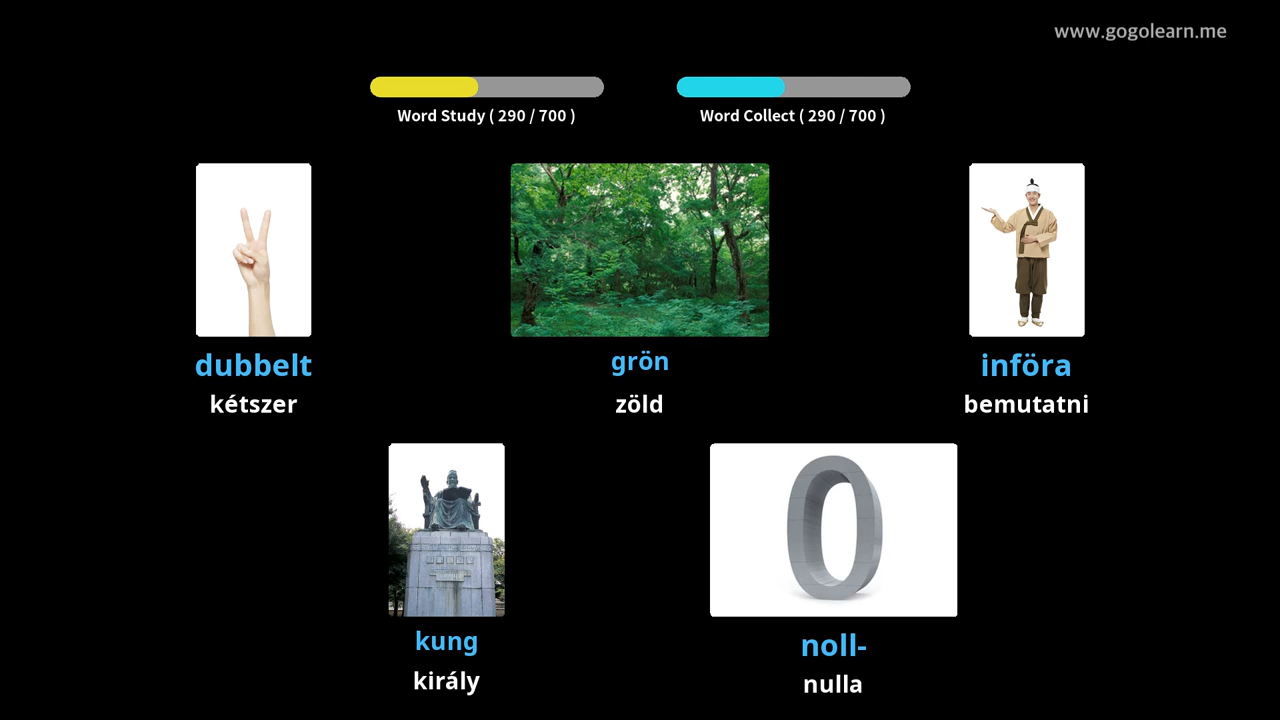 www.gogolearn.me
Word Study ( 290 / 700 )
Word Collect ( 290 / 700 )
dubbelt
kétszer
grön
zöld
införa
bemutatni
kung
király
noll-
nulla